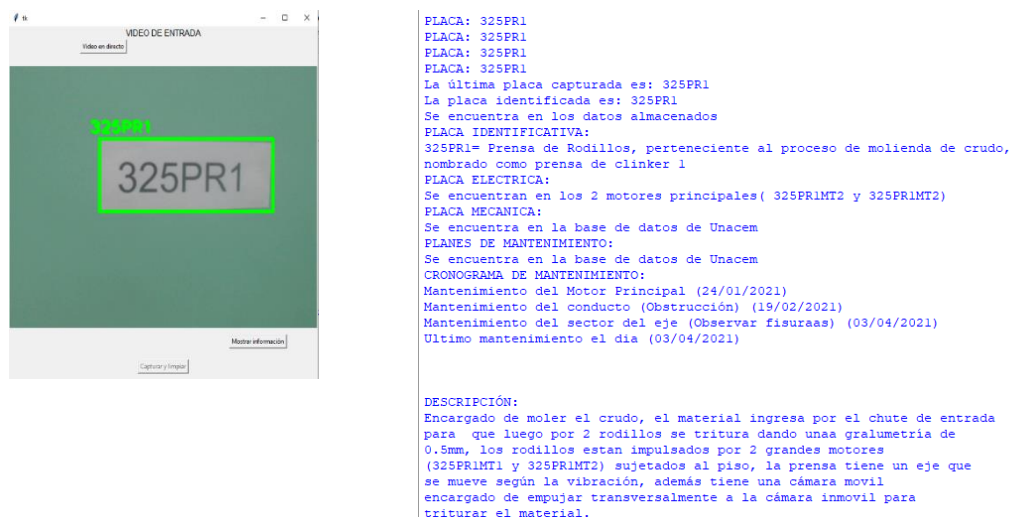 tk
VIDEO DE ENTRADA
Video en directo
325PR1
325PR1
Mostrar información
Capturar y limpiar
PLACA: 325PR1
PLACA: 325PR1
PLACA: 325PR1
PLACA: 325PR1
La última placa capturada es: 325PR1
La placa identificada es: 325PR1
Se encuentra en los datos almacenados
PLACA IDENTIFICATIVA:
325PR1= Prensa de Rodillos, perteneciente al proceso de molienda de crudo,
nombrado como prensa de clinker 1
PLACA ELECTRICA:
Se encuentran en los 2 motores principales( 325PR1MT2 y 325PR1MT2)
PLACA MECANICA:
Se encuentra en la base de datos de Unacem
PLANES DE MANTENIMIENTO:
Se encuentra en la base de datos de Unacem
CRONOGRAMA DE MANTENIMIENTO:
Mantenimiento del Motor Principal (24/01/2021)
Mantenimiento del conducto (Obstrucción) (19/02/2021)
Mantenimiento del sector del eje (Observar fisuraas) (03/04/2021)
Ultimo mantenimiento el dia (03/04/2021)
DESCRIPCIÓN:
Encargado de moler el crudo, el material ingresa por el chute de entrada
para  que luego por 2 rodillos se tritura dando unaa gralumetría de
0.5mm, los rodillos estan impulsados por 2 grandes motores
(325PR1MT1 y 325PR1MT2) sujetados al piso, la prensa tiene un eje que
se mueve según la vibración, además tiene una cámara movil
encargado de empujar transversalmente a la cámara inmovil para
triturar el material.